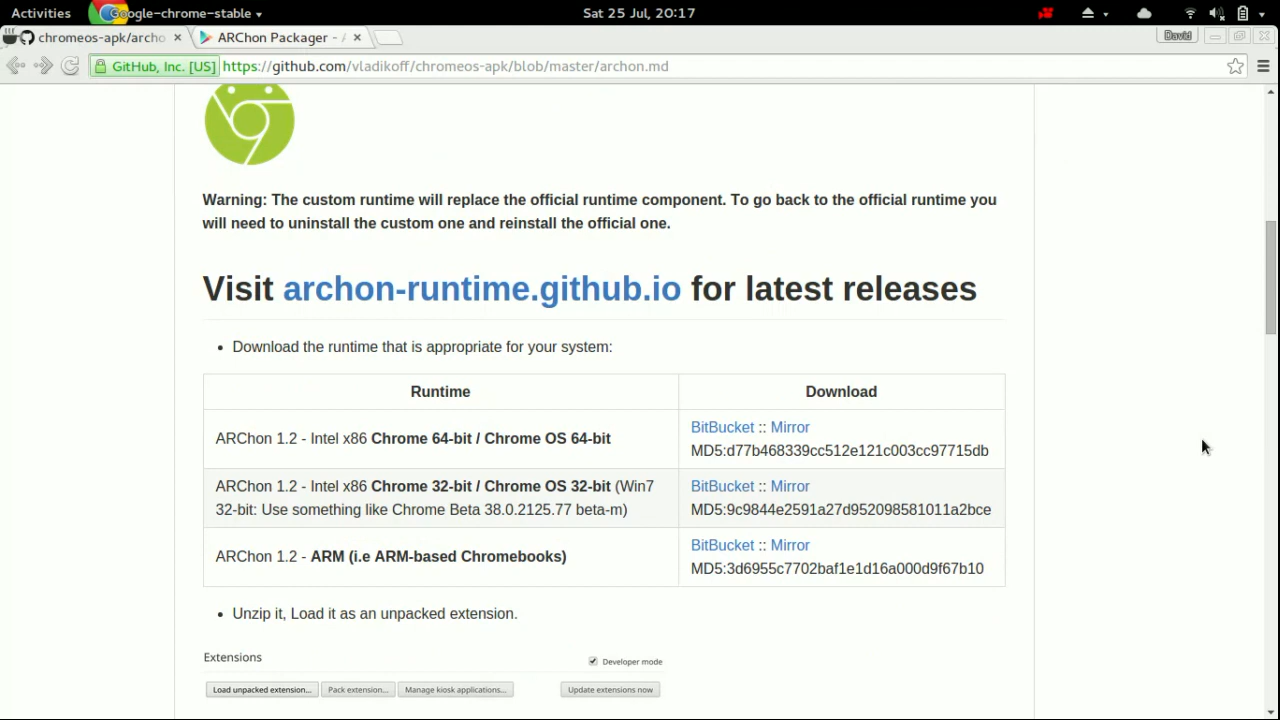 Activities Google-chrome-stable Sat 25 Jul, 20:17
chromeos-apk/archo ARChon Packager - David
GitHub, Inc. [US] https://github.com/vladikoff/chromeos-apk/blob/master/archon.md
Warning: The custom runtime will replace the official runtime component. To go back to the official runtime you
will need to uninstall the custom one and reinstall the official one.
Visit archon-runtime.github.io for latest releases
• Download the runtime that is appropriate for your system:
Runtime Download
ARChon 1.2 - Intel x86 Chrome 64-bit / Chrome OS 64-bit
BitBucket :: Mirror
MD5:d77b468339cc512e121c003cc97715db
ARChon 1.2 - Intel x86 Chrome 32-bit / Chrome OS 32-bit (Win7
32-bit: Use something like Chrome Beta 38.0.2125.77 beta-m)
BitBucket :: Mirror
MD5:9c9844e2591a27d952098581011a2bce
ARChon 1.2 - ARM (i.e ARM-based Chromebooks)
BitBucket :: Mirror
MD5:3d6955c7702baf1e1d16a000d9f67b10
• Unzip it, Load it as an unpacked extension.
Extensions Developer mode
Load unpacked extension... Pack extension... Manage kiosk applications... Update extensions now